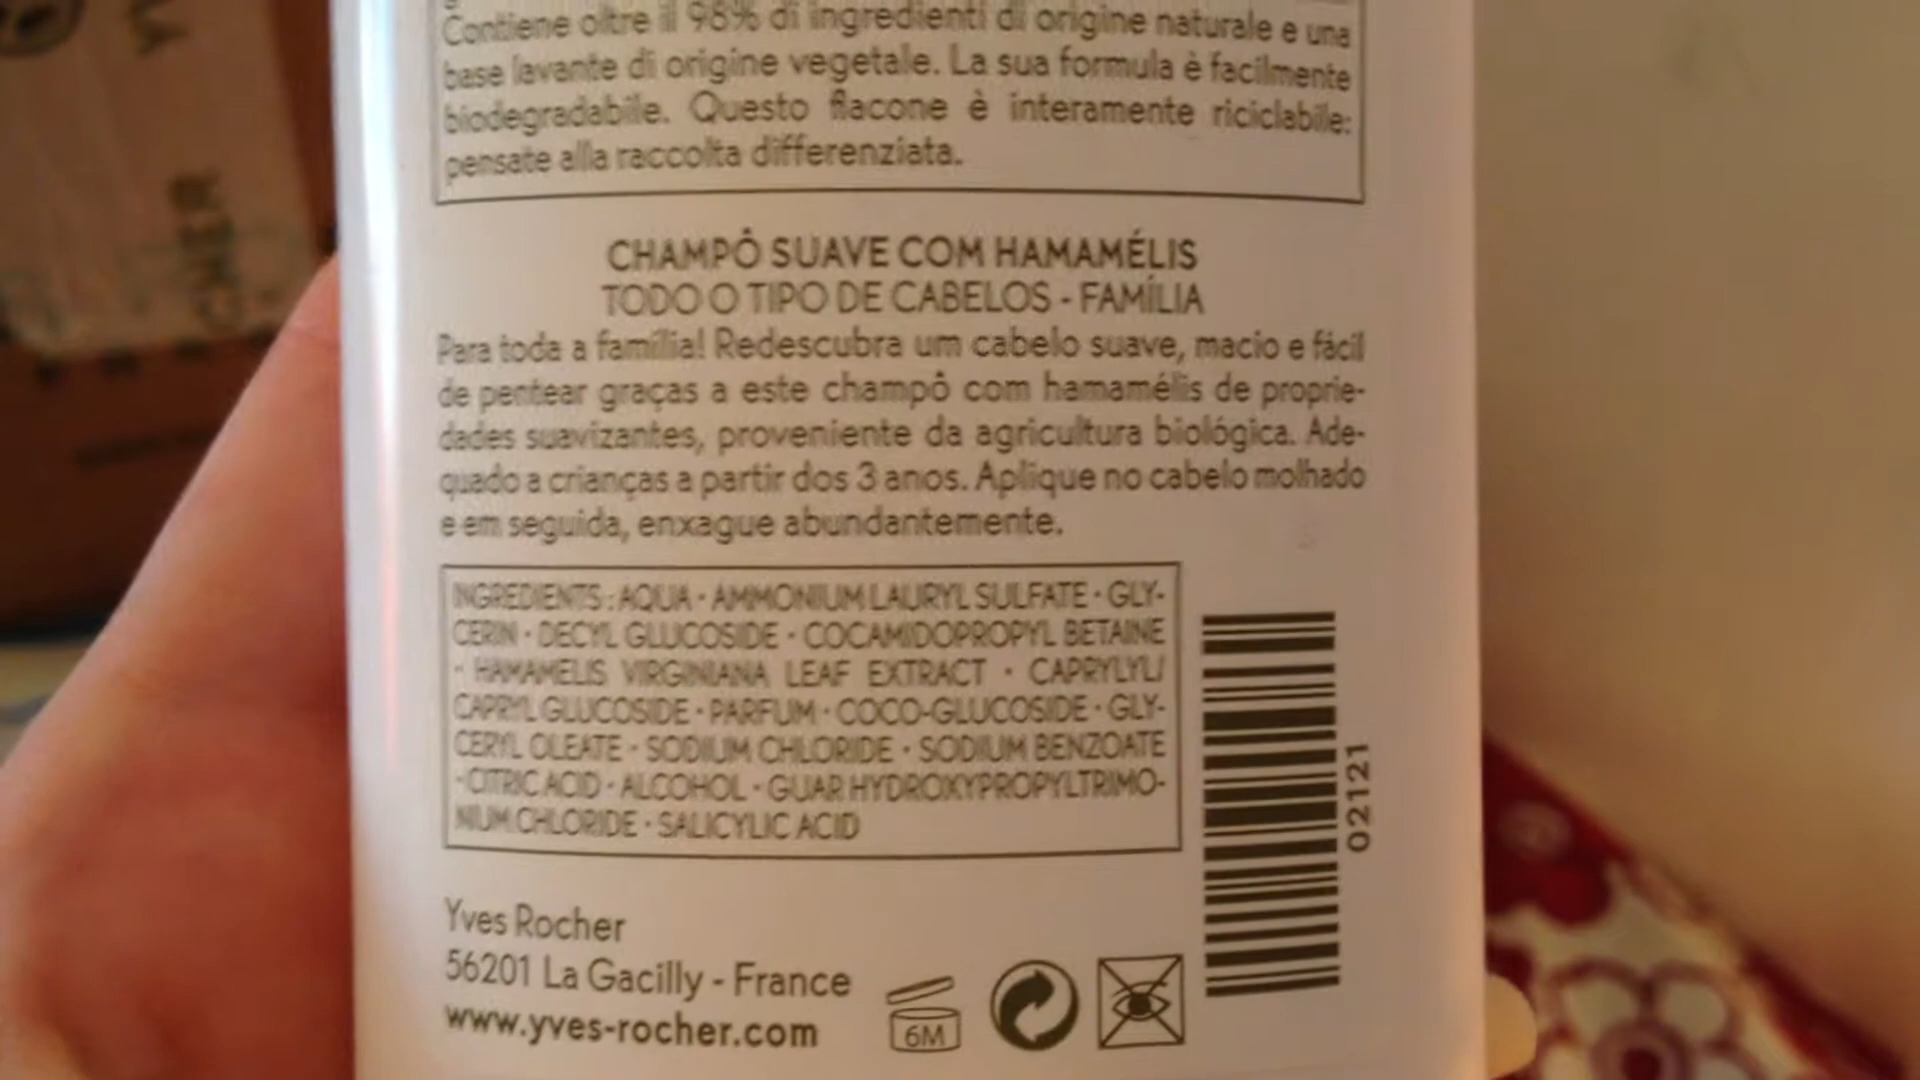 Contiene oltre il 98% di ingredienti di origine naturale e una
base lavante di origine vegetale. La sua formula è facilmente
biodegradabile. Questo flacone è interamente riciclabile:
pensate alla raccolta differenziata.
CHAMPÔ SUAVE COM HAMAMÉLIS
TODO O TIPO DE CABELOS - FAMÍLIA
Para toda a família! Redescubra um cabelo suave, macio e fácil
de pentear graças a este champô com hamamélis de proprie-
dades suavizantes, proveniente da agricultura biológica. Ade-
quado a crianças a partir dos 3 anos. Aplique no cabelo molhado
e em seguida, enxague abundantemente.
INGREDIENTS : AQUA · AMMONIUM LAURYL SULFATE · GLY-
CERIN · DECYL GLUCOSIDE · COCAMIDOPROPYL BETAINE
· HAMAMELIS VIRGINIANA LEAF EXTRACT · CAPRYLYL/
CAPRYL GLUCOSIDE · PARFUM · COCO-GLUCOSIDE · GLY-
CERYL OLEATE · SODIUM CHLORIDE · SODIUM BENZOATE
· CITRIC ACID · ALCOHOL · GUAR HYDROXYPROPYLTRIMO-
NIUM CHLORIDE · SALICYLIC ACID
02121
Yves Rocher
56201 La Gacilly - France
www.yves-rocher.com
6M